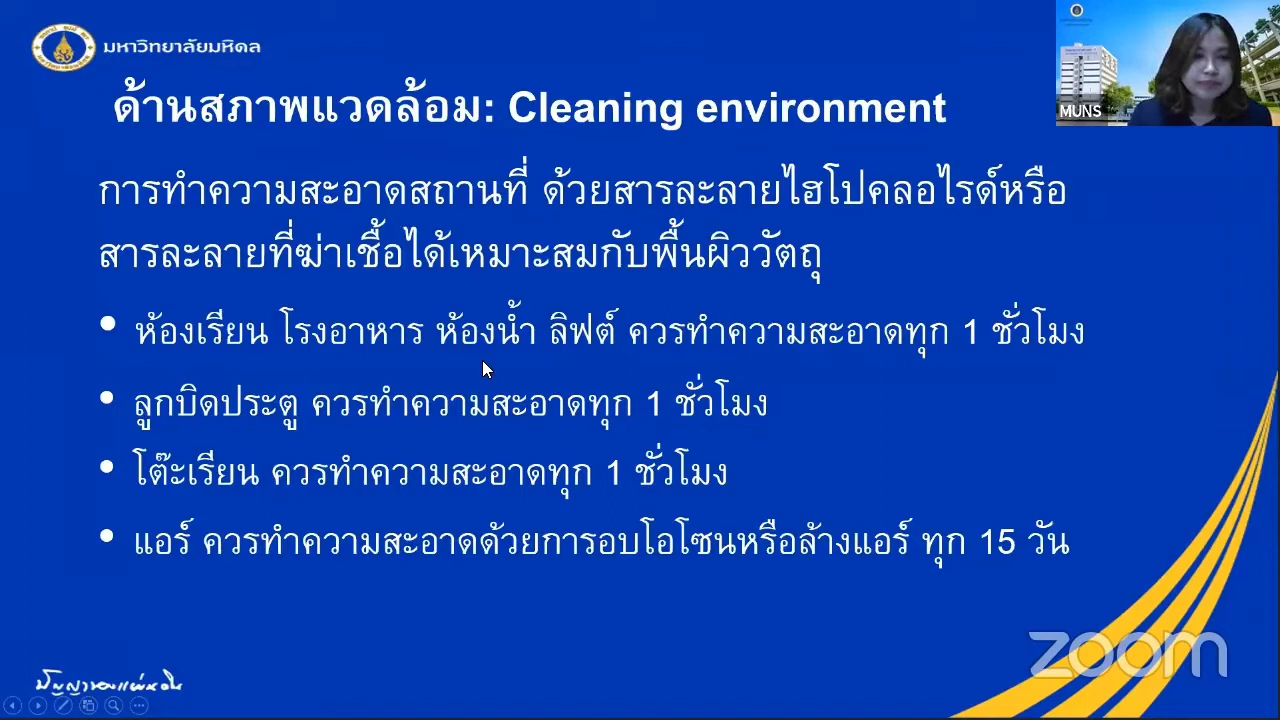 มหาวิทยาลัยมหิดล
MUNS
ด้านสภาพแวดล้อม: Cleaning environment
การทำความสะอาดสถานที่ ด้วยสารละลายไฮโปคลอไรด์หรือ
สารละลายที่ฆ่าเชื้อได้เหมาะสมกับพื้นผิววัตถุ
• ห้องเรียน โรงอาหาร ห้องน้ำ ลิฟต์ ควรทำความสะอาดทุก 1 ชั่วโมง
• ลูกบิดประตู ควรทำความสะอาดทุก 1 ชั่วโมง
• โต๊ะเรียน ควรทำความสะอาดทุก 1 ชั่วโมง
• แอร์ ควรทำความสะอาดด้วยการอบโอโซนหรือล้างแอร์ ทุก 15 วัน
zoom
ปัญญาของแผ่นดิน